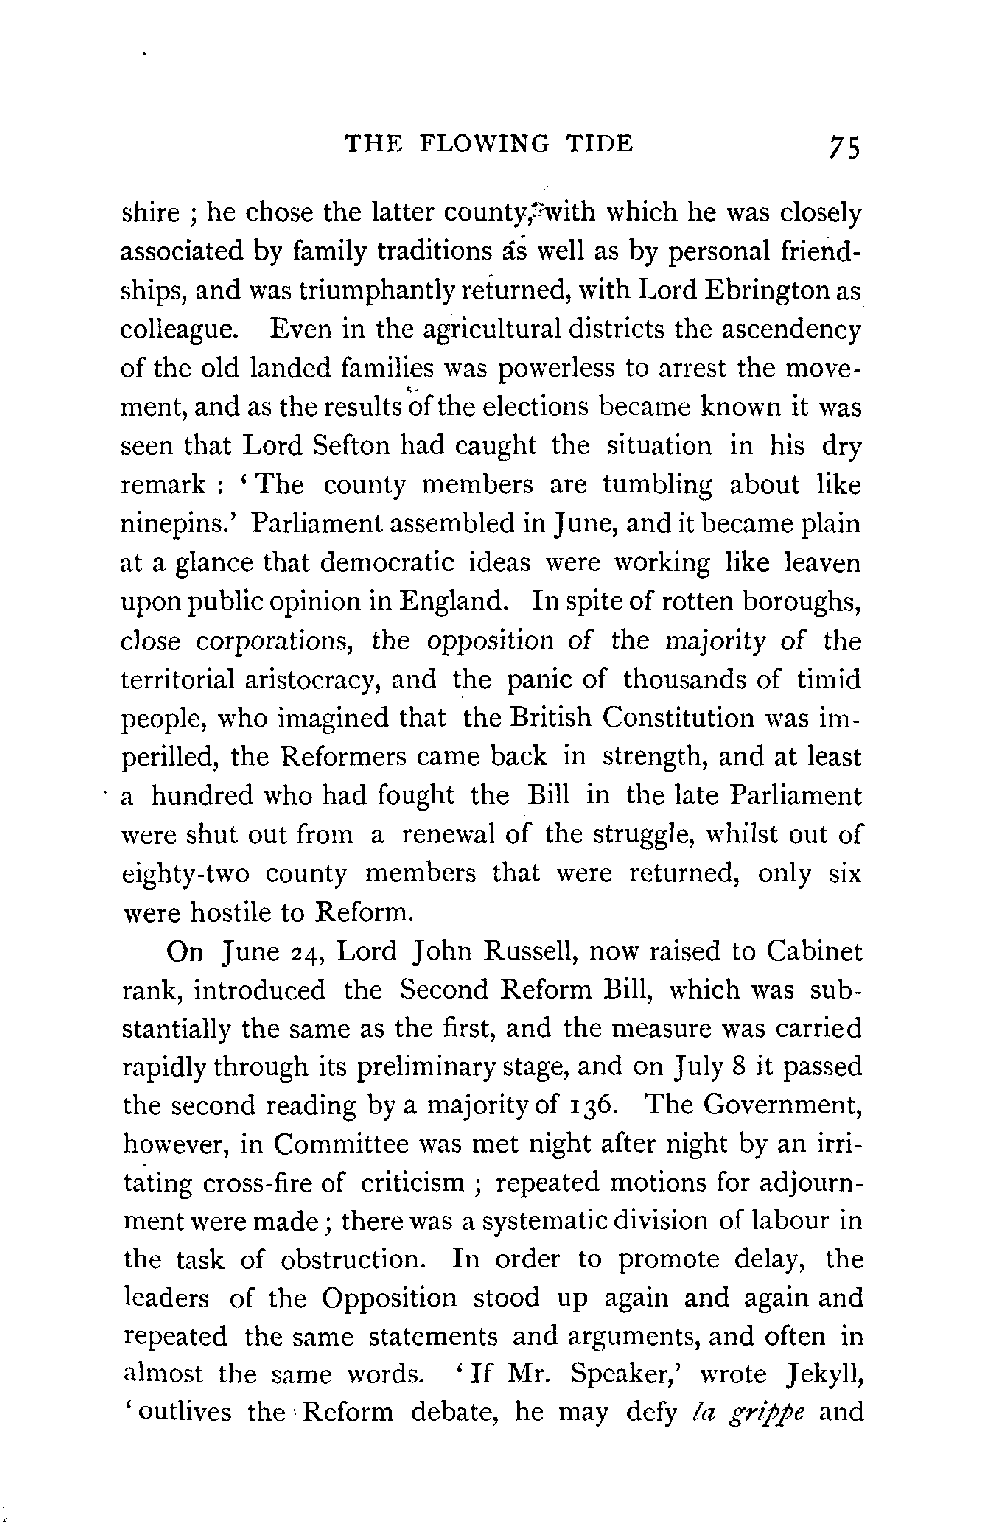 THE FLOWING TIDE 75
shire ; he chose the latter county, with which he was closely
associated by family traditions as well as by personal friend-
ships, and was triumphantly returned, with Lord Ebrington as
colleague. Even in the agricultural districts the ascendency
of the old landed families was powerless to arrest the move-
ment, and as the results of the elections became known it was
seen that Lord Sefton had caught the situation in his dry
remark : ‘ The county members are tumbling about like
ninepins.’ Parliament assembled in June, and it became plain
at a glance that democratic ideas were working like leaven
upon public opinion in England. In spite of rotten boroughs,
close corporations, the opposition of the majority of the
territorial aristocracy, and the panic of thousands of timid
people, who imagined that the British Constitution was im-
perilled, the Reformers came back in strength, and at least
a hundred who had fought the Bill in the late Parliament
were shut out from a renewal of the struggle, whilst out of
eighty-two county members that were returned, only six
were hostile to Reform.
On June 24, Lord John Russell, now raised to Cabinet
rank, introduced the Second Reform Bill, which was sub-
stantially the same as the first, and the measure was carried
rapidly through its preliminary stage, and on July 8 it passed
the second reading by a majority of 136. The Government,
however, in Committee was met night after night by an irri-
tating cross-fire of criticism ; repeated motions for adjourn-
ment were made ; there was a systematic division of labour in
the task of obstruction. In order to promote delay, the
leaders of the Opposition stood up again and again and
repeated the same statements and arguments, and often in
almost the same words. ‘ If Mr. Speaker,’ wrote Jekyll,
‘ outlives the Reform debate, he may defy la grippe and